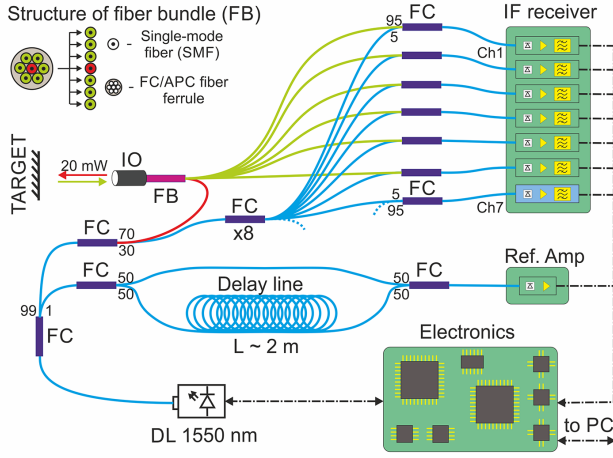 Structure of fiber bundle (FB)
Single-mode
fiber (SMF)
FC/APC fiber
ferrule
95
5
FC
IF receiver
Ch1
TARGET
20 mW
IO
FB
5
95
FC
Ch7
FC
x8
FC
70
30
FC
50
50
Delay line
L ~ 2 m
50
50
FC
Ref. Amp
99
1
FC
DL 1550 nm
Electronics
to PC